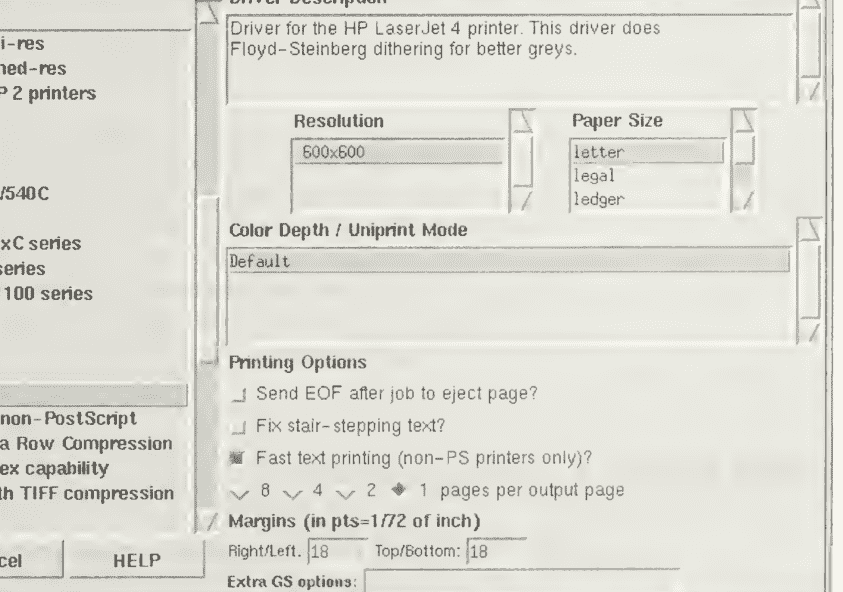 Driver Description
Driver for the HP LaserJet 4 printer. This driver does
Floyd-Steinberg dithering for better greys.
i-res
ned-res
P 2 printers
/540C
xC series
series
100 series
non-PostScript
a Row Compression
ex capability
th TIFF compression
cel
HELP
Resolution
600x600
Paper Size
letter
legal
ledger
Color Depth / Uniprint Mode
Default
Printing Options
Send EOF after job to eject page?
Fix stair-stepping text?
Fast text printing (non-PS printers only)?
8 4 2 1 pages per output page
Margins (in pts=1/72 of inch)
Right/Left: 18 Top/Bottom: 18
Extra GS options: